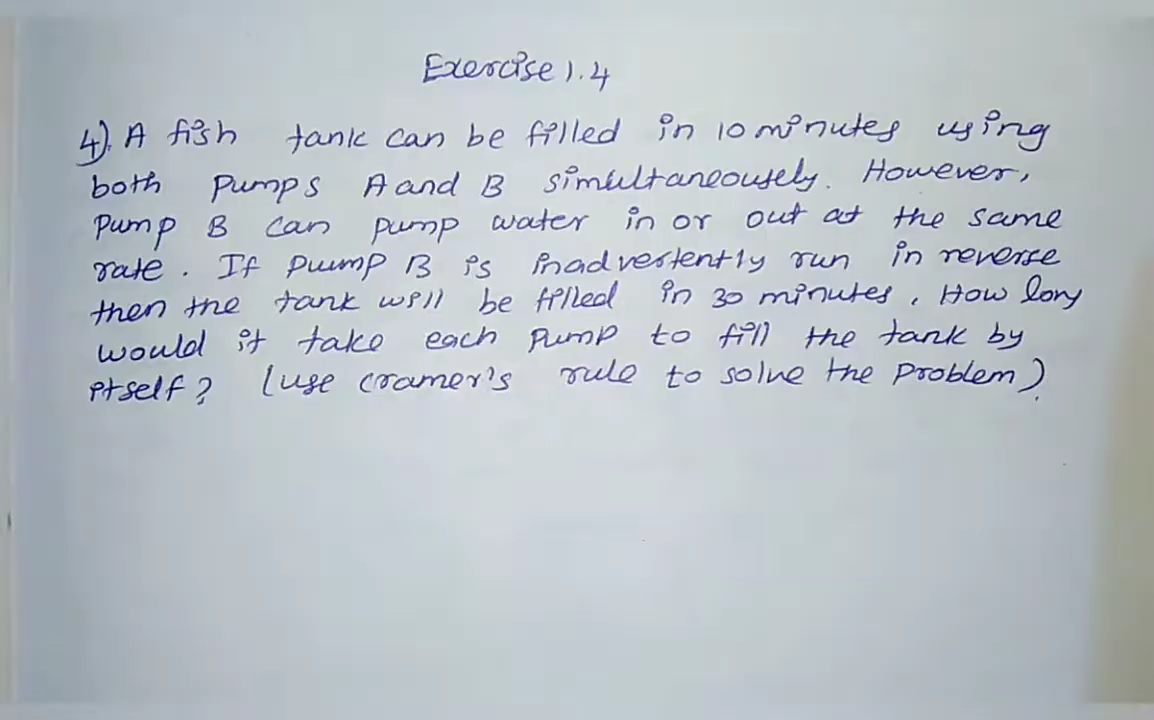 Exercise 1.4
4). A fish tank can be filled in 10 minutes using
both Pumps A and B simultaneously. However,
Pump B can pump water in or out at the same
rate. If Pump B is inadvertently run in reverse
then the tank will be filled in 30 minutes. How long
would it take each Pump to fill the tank by
itself? (use cramer's rule to solve the Problem).